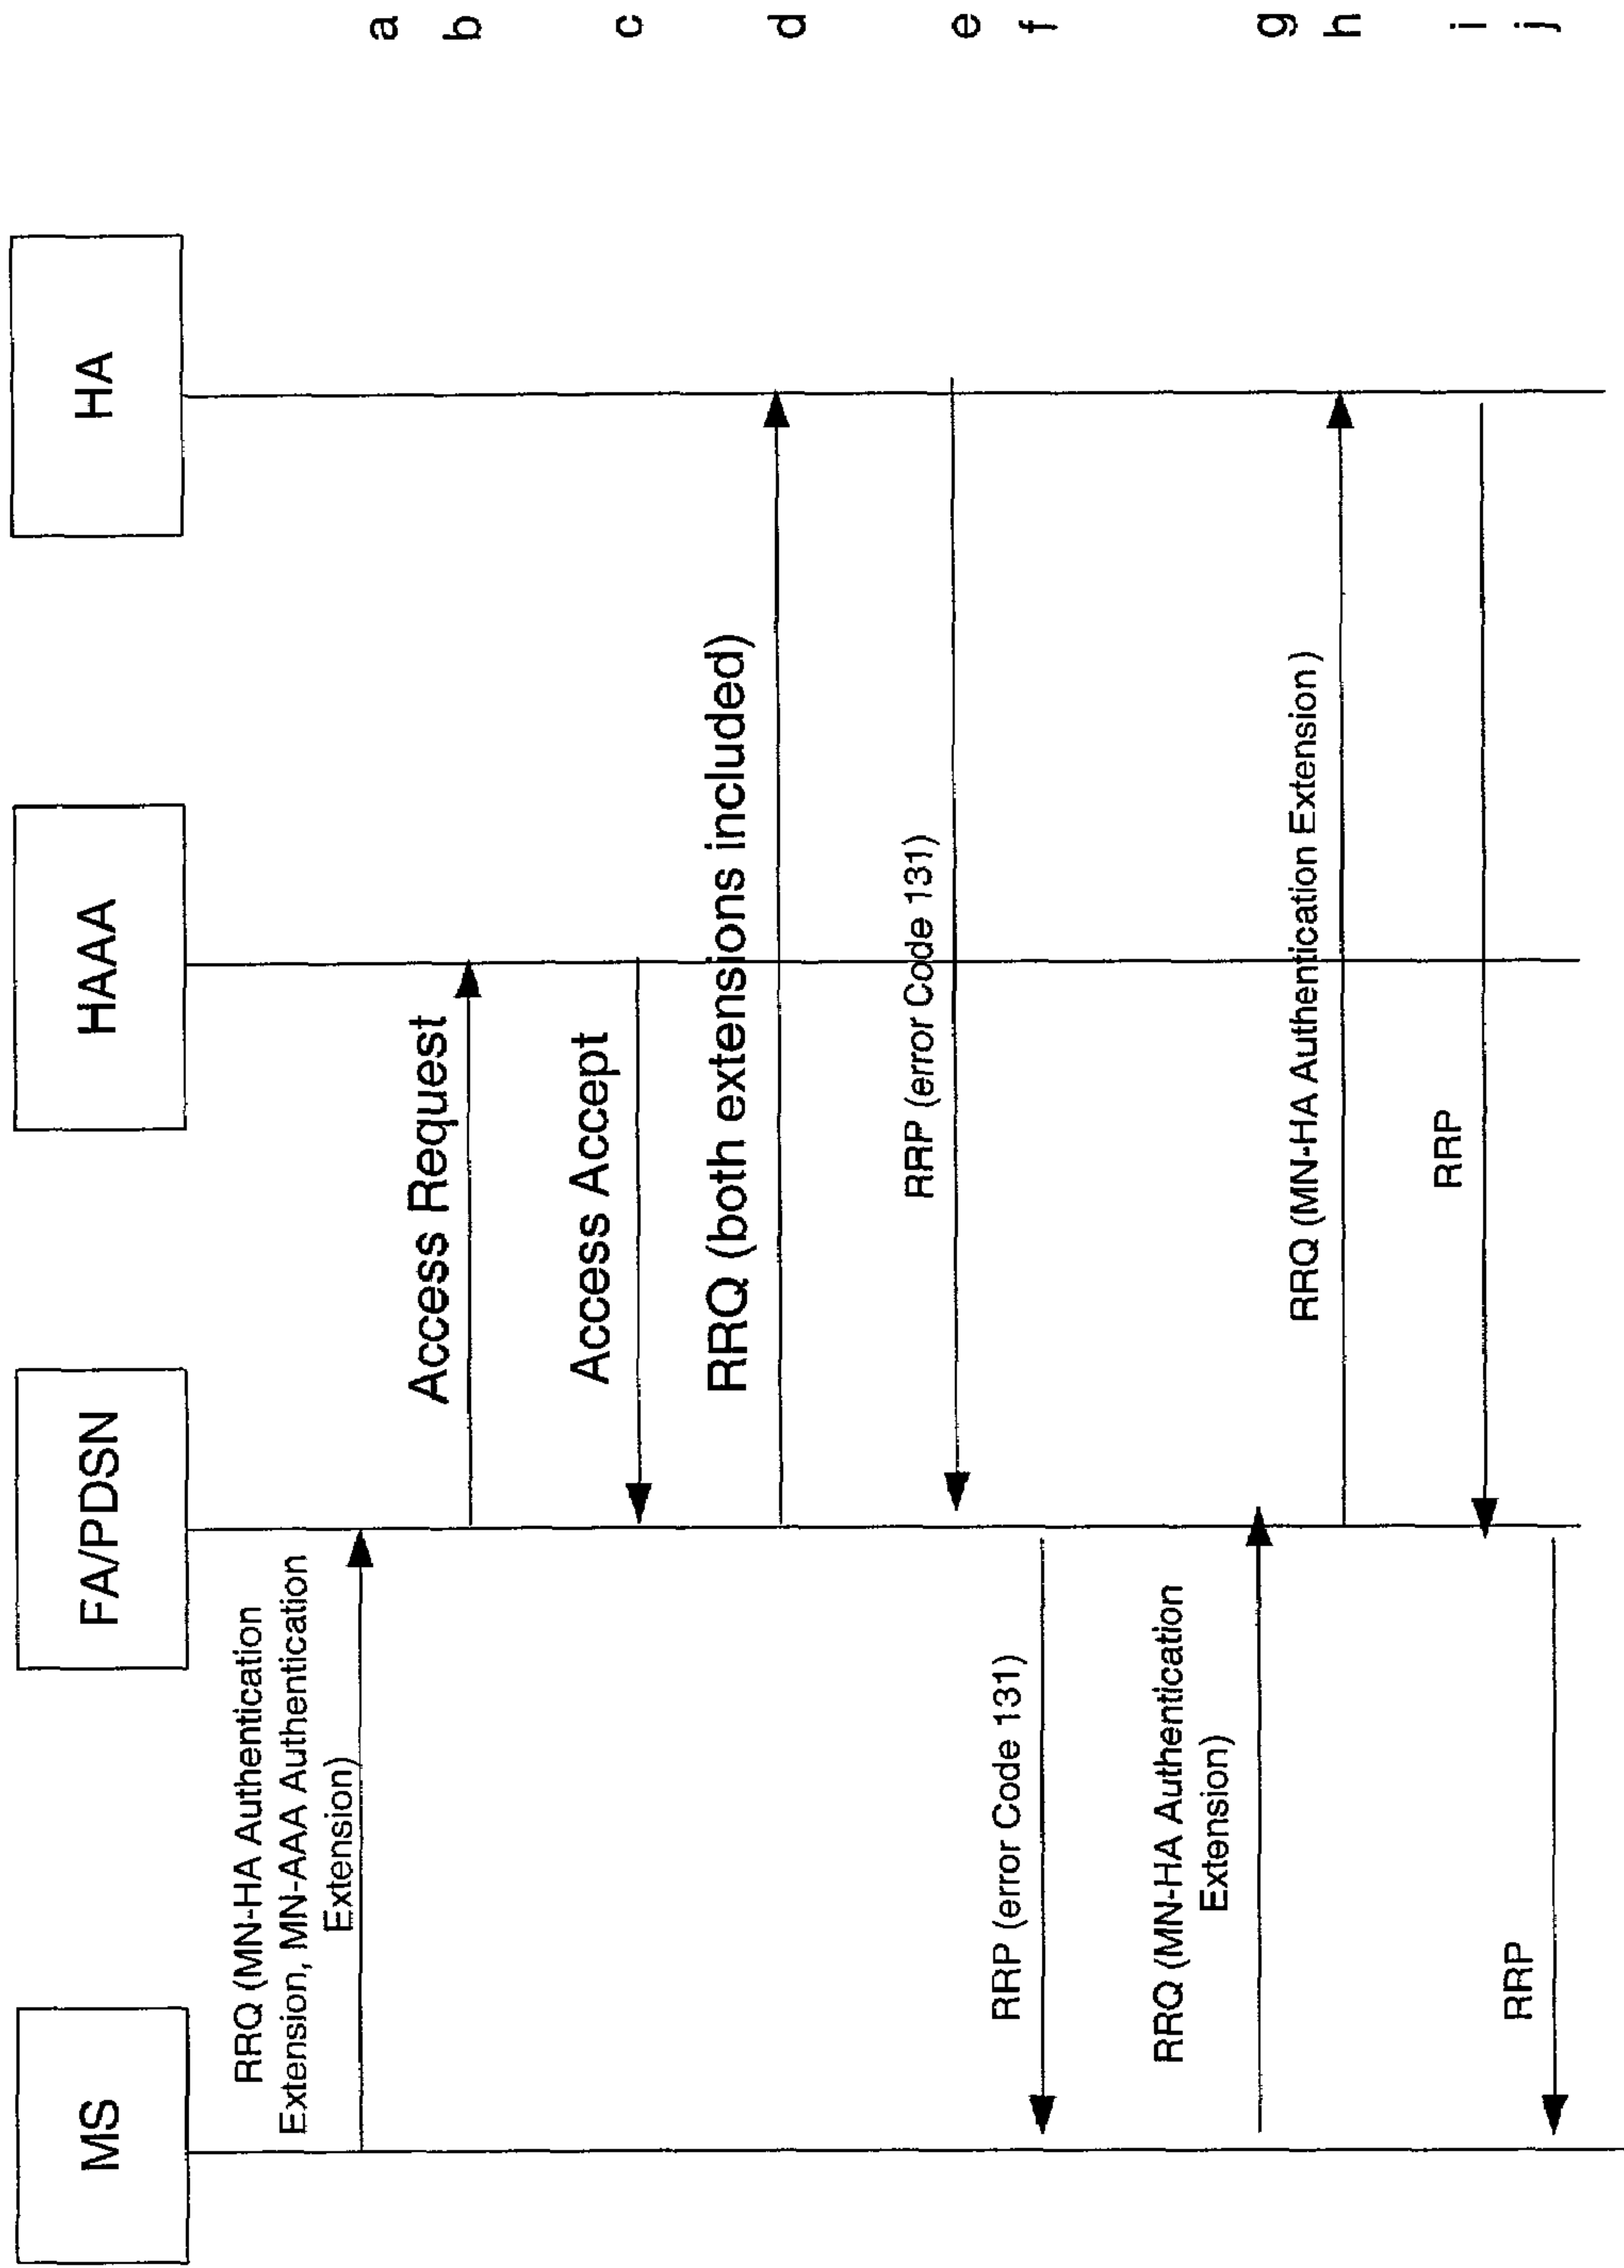 MS
FA/PDSN
HAAA
HA
RRQ (MN-HA Authentication
Extension, MN-AAA Authentication
Extension)
a
Access Request
b
Access Accept
c
RRQ (both extensions included)
d
RRP (error Code 131)
e
RRP (error Code 131)
f
RRQ (MN-HA Authentication
Extension)
g
RRQ (MN-HA Authentication Extension)
h
RRP
i
RRP
j